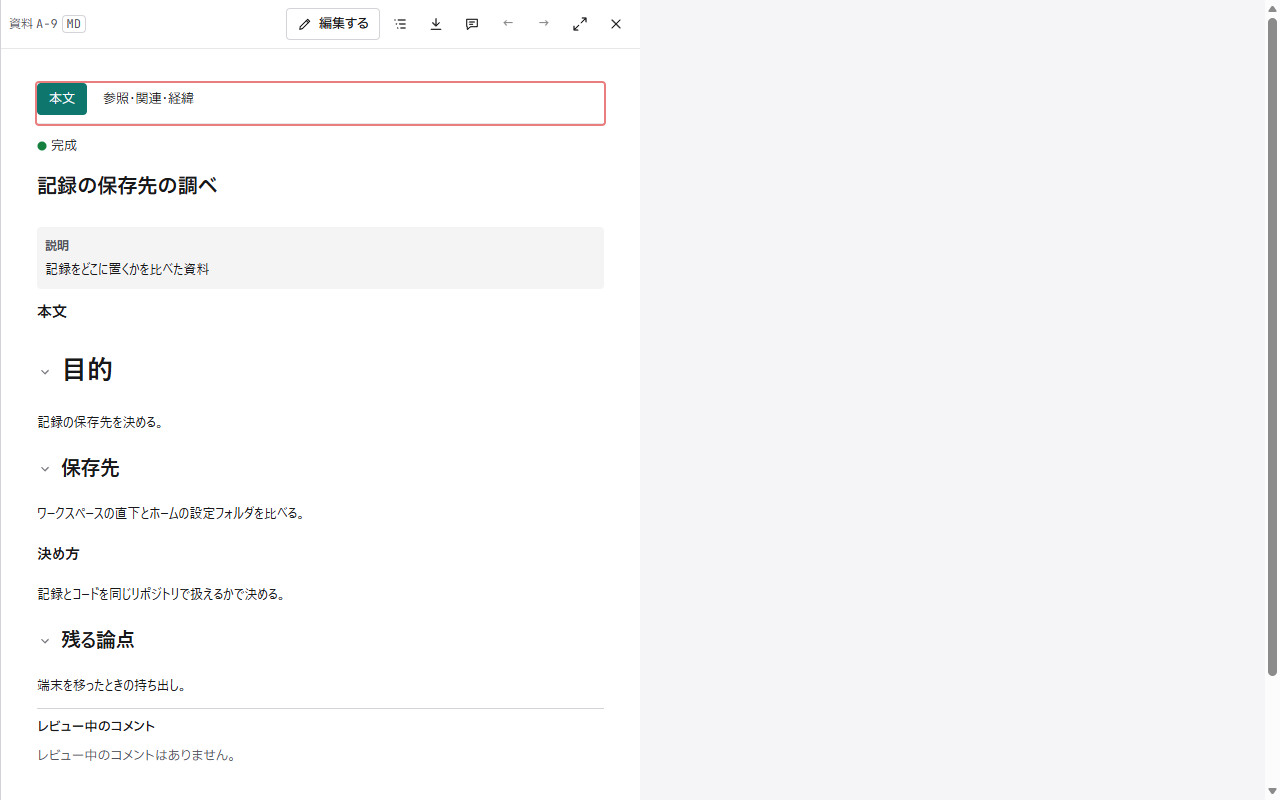 資料 A-9 MD 編集する
本文 参照・関連・経緯
完成
記録の保存先の調べ
説明
記録をどこに置くかを比べた資料
本文
目的
記録の保存先を決める。
保存先
ワークスペースの直下とホームの設定フォルダを比べる。
決め方
記録とコードを同じリポジトリで扱えるかで決める。
残る論点
端末を移ったときの持ち出し。
レビュー中のコメント
レビュー中のコメントはありません。